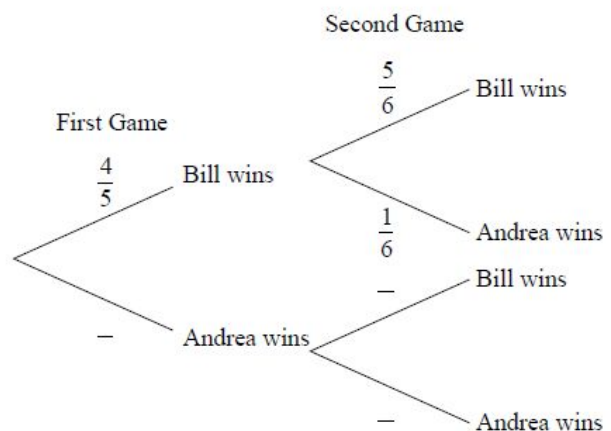 Second Game
5
6
Bill wins
First Game
4
5
Bill wins
1
6
Andrea wins
–
Bill wins
–
Andrea wins
–
Andrea wins